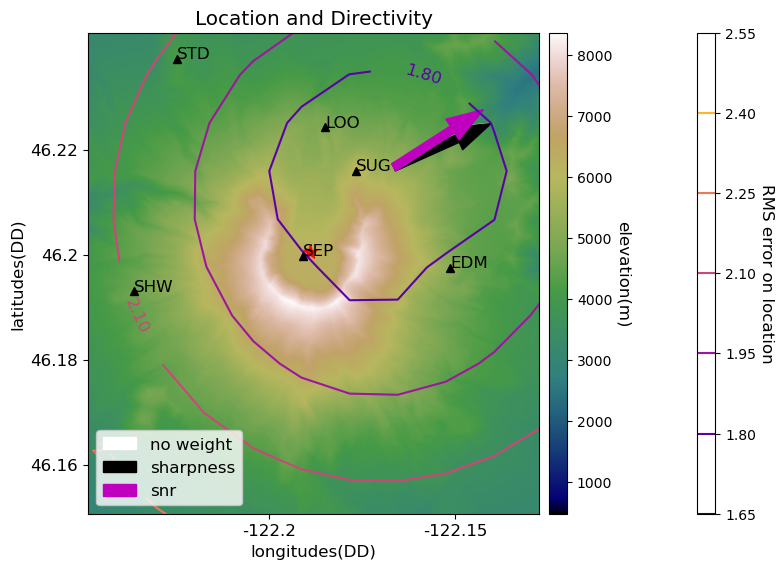 Location and Directivity
STD
LOO
SUG
SEP
EDM
SHW
1.80
2.10
46.22
46.2
46.18
46.16
latitudes(DD)
-122.2
-122.15
longitudes(DD)
no weight
sharpness
snr
8000
7000
6000
5000
4000
3000
2000
1000
elevation(m)
2.55
2.40
2.25
2.10
1.95
1.80
1.65
RMS error on location